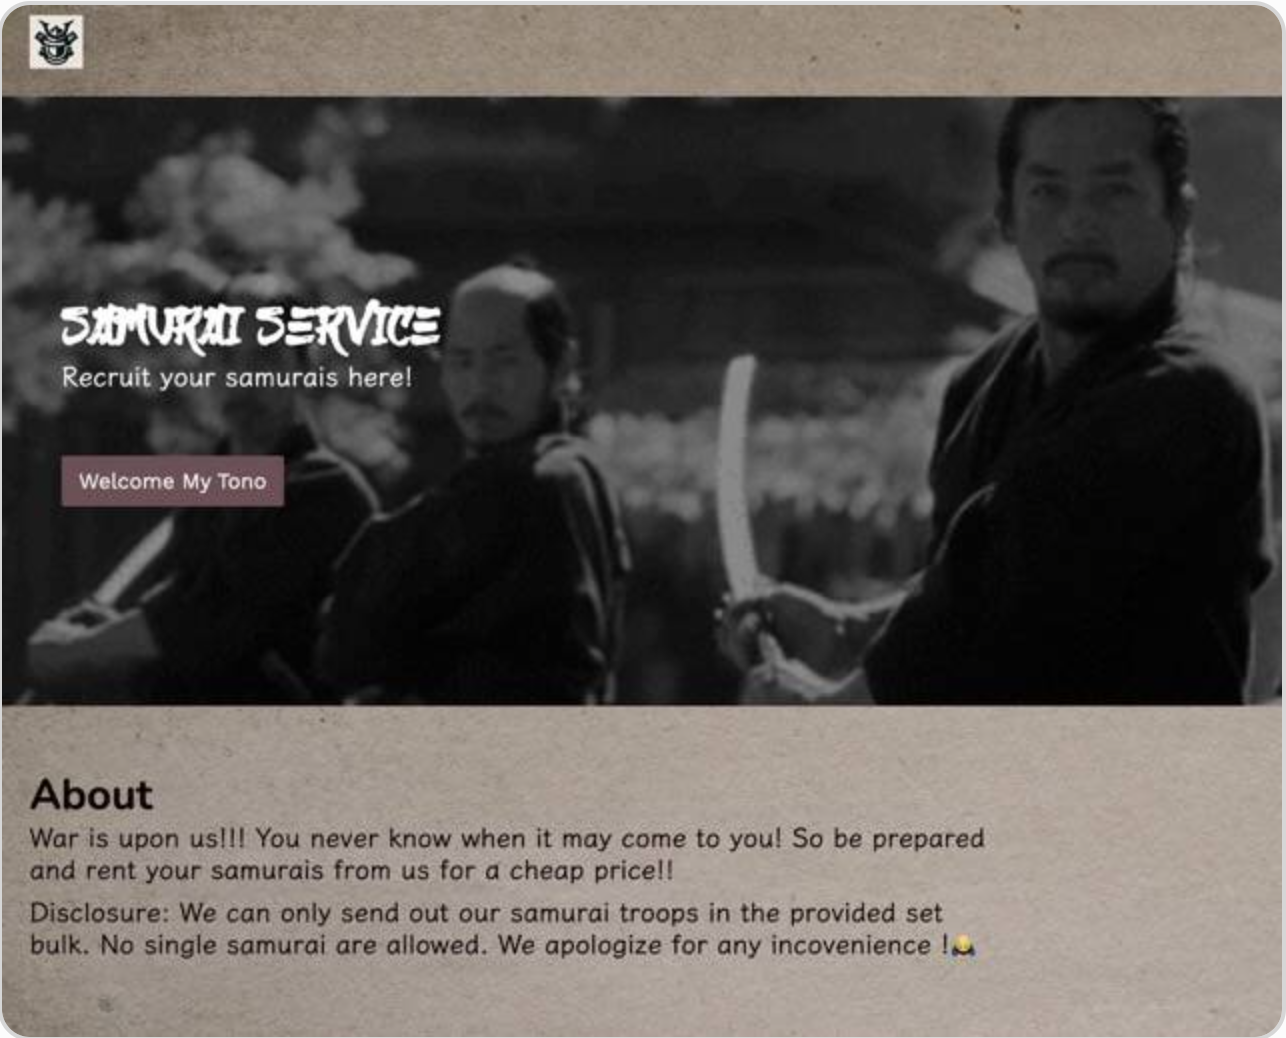 SAMURAI SERVICE
Recruit your samurais here!
Welcome My Tono
About
War is upon us!!! You never know when it may come to you! So be prepared
and rent your samurais from us for a cheap price!!
Disclosure: We can only send out our samurai troops in the provided set
bulk. No single samurai are allowed. We apologize for any incovenience !🙇